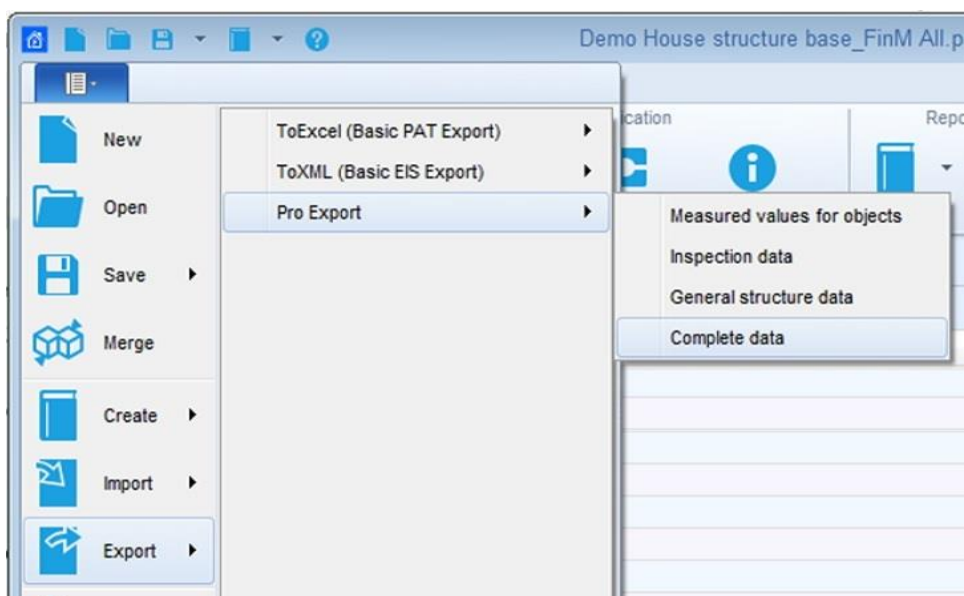 Demo House structure base_FinM All.p
ication
Repo
New
Open
Save
Merge
Create
Import
Export
ToExcel (Basic PAT Export)
ToXML (Basic EIS Export)
Pro Export
Measured values for objects
Inspection data
General structure data
Complete data